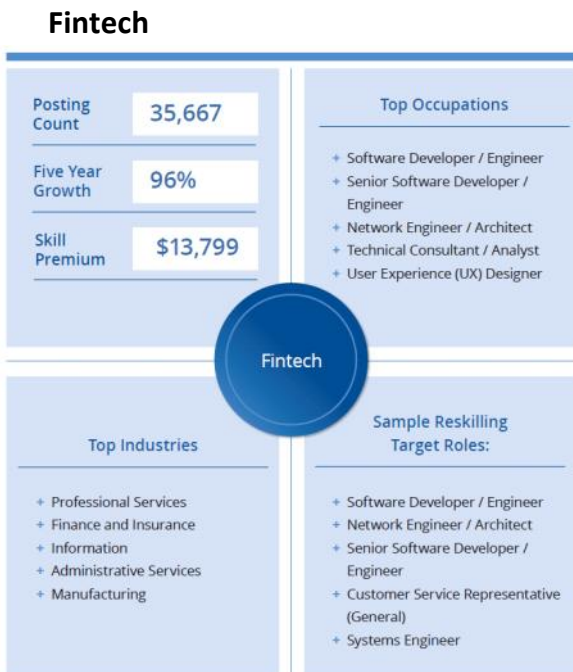 Fintech
Posting
Count
35,667
Five Year
Growth
96%
Skill
Premium
$13,799
Top Occupations
+ Software Developer / Engineer
+ Senior Software Developer /
Engineer
+ Network Engineer / Architect
+ Technical Consultant / Analyst
+ User Experience (UX) Designer
Fintech
Top Industries
+ Professional Services
+ Finance and Insurance
+ Information
+ Administrative Services
+ Manufacturing
Sample Reskilling
Target Roles:
+ Software Developer / Engineer
+ Network Engineer / Architect
+ Senior Software Developer /
Engineer
+ Customer Service Representative
(General)
+ Systems Engineer